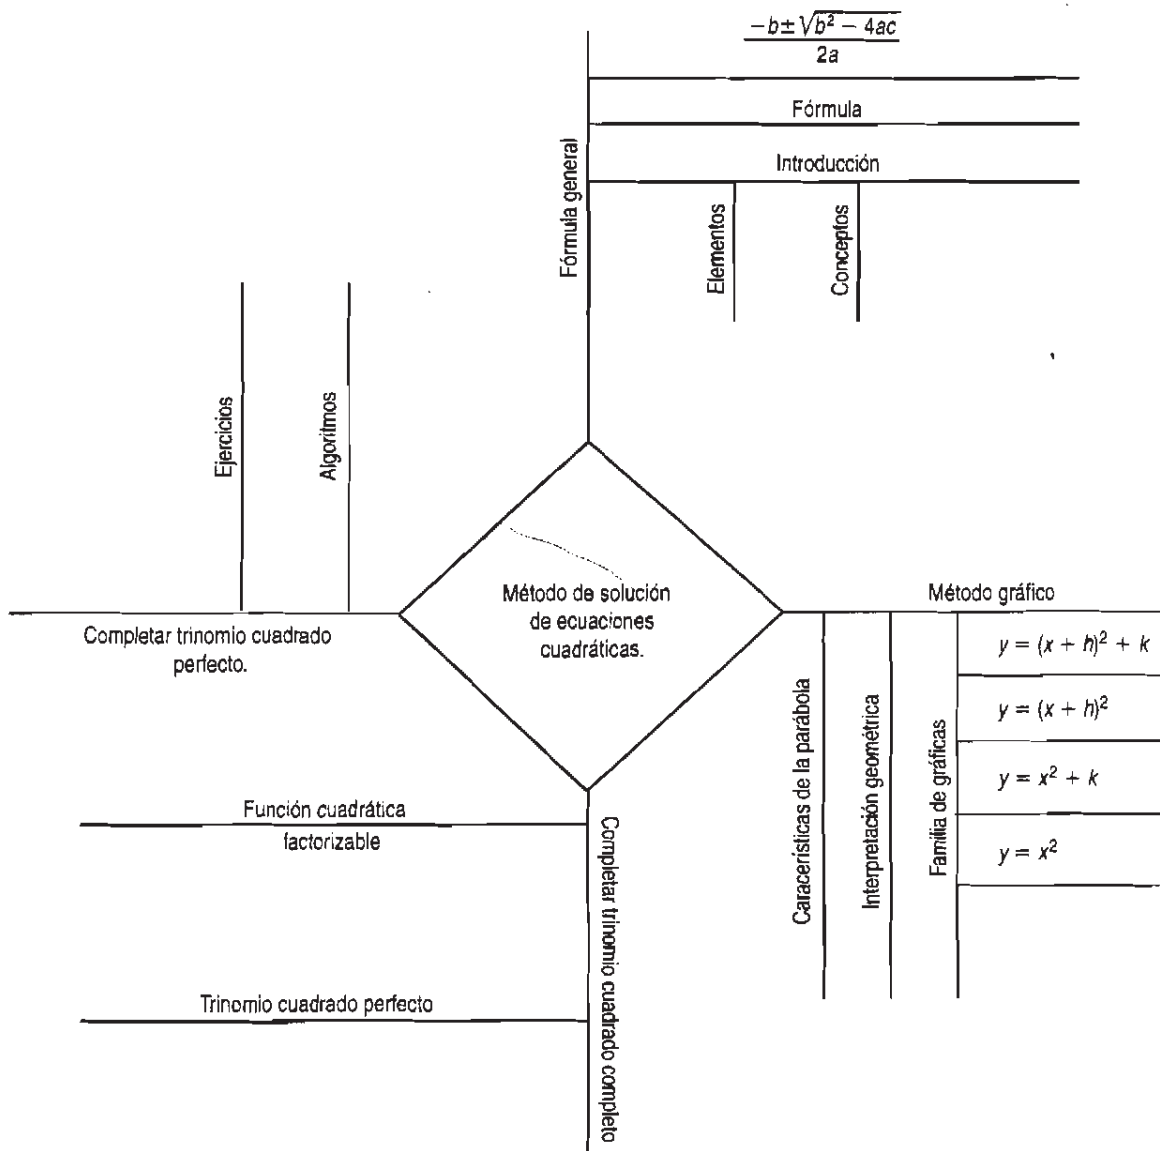 -b ± √b² − 4ac
2a
Fórmula
Introducción
Fórmula general
Elementos
Conceptos
Ejercicios
Algoritmos
Método de solución
de ecuaciones
cuadráticas.
Completar trinomio cuadrado
perfecto.
Método gráfico
y = (x + h)² + k
y = (x + h)²
y = x² + k
y = x²
Caracerísticas de la parábola
Interpretación geométrica
Familia de gráficas
Función cuadrática
factorizable
Completar trinomio cuadrado completo
Trinomio cuadrado perfecto